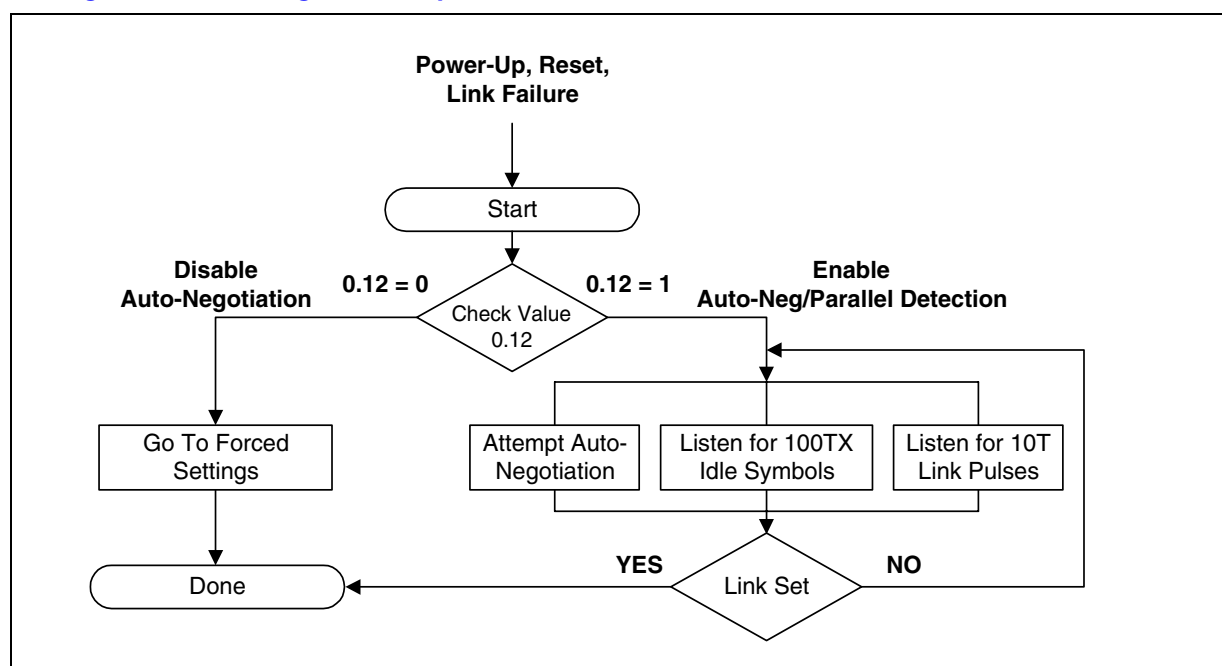 Power-Up, Reset,
Link Failure
Start
Disable
Auto-Negotiation
0.12 = 0
0.12 = 1
Enable
Auto-Neg/Parallel Detection
Check Value
0.12
Go To Forced
Settings
Attempt Auto-
Negotiation
Listen for 100TX
Idle Symbols
Listen for 10T
Link Pulses
YES
NO
Done
Link Set